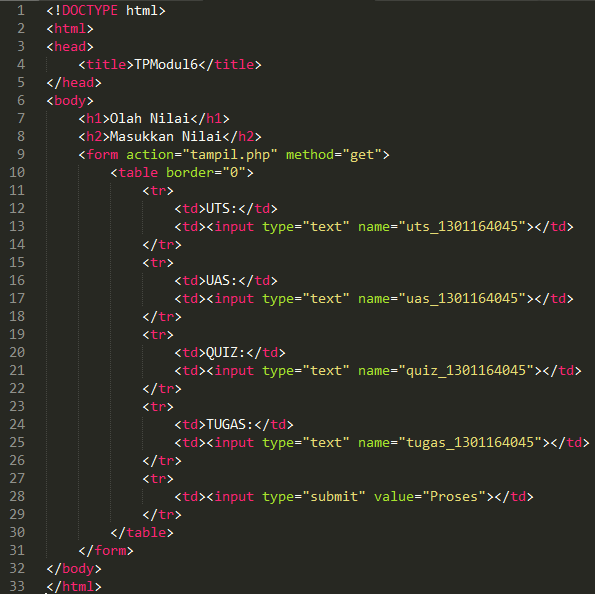 1 <!DOCTYPE html>
2 <html>
3 <head>
4     <title>TPModul6</title>
5 </head>
6 <body>
7     <h1>Olah Nilai</h1>
8     <h2>Masukkan Nilai</h2>
9     <form action="tampil.php" method="get">
10         <table border="0">
11             <tr>
12                 <td>UTS:</td>
13                 <td><input type="text" name="uts_1301164045"></td>
14             </tr>
15             <tr>
16                 <td>UAS:</td>
17                 <td><input type="text" name="uas_1301164045"></td>
18             </tr>
19             <tr>
20                 <td>QUIZ:</td>
21                 <td><input type="text" name="quiz_1301164045"></td>
22             </tr>
23             <tr>
24                 <td>TUGAS:</td>
25                 <td><input type="text" name="tugas_1301164045"></td>
26             </tr>
27             <tr>
28                 <td><input type="submit" value="Proses"></td>
29             </tr>
30         </table>
31     </form>
32 </body>
33 </html>